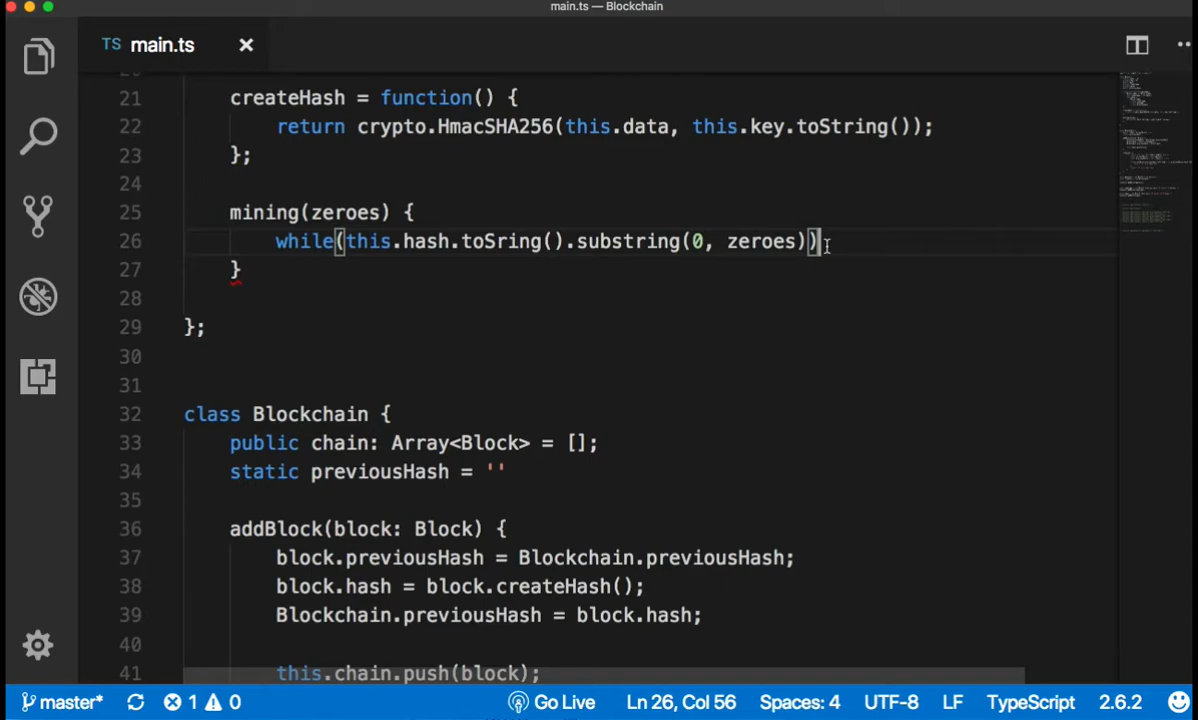 main.ts — Blockchain
TS main.ts ×
21 createHash = function() {
22 return crypto.HmacSHA256(this.data, this.key.toString());
23 };
24
25 mining(zeroes) {
26 while(this.hash.toSring().substring(0, zeroes))
27 }
28
29 };
30
31
32 class Blockchain {
33 public chain: Array<Block> = [];
34 static previousHash = ''
35
36 addBlock(block: Block) {
37 block.previousHash = Blockchain.previousHash;
38 block.hash = block.createHash();
39 Blockchain.previousHash = block.hash;
40
41 this.chain.push(block);
master* 1 0 Go Live Ln 26, Col 56 Spaces: 4 UTF-8 LF TypeScript 2.6.2